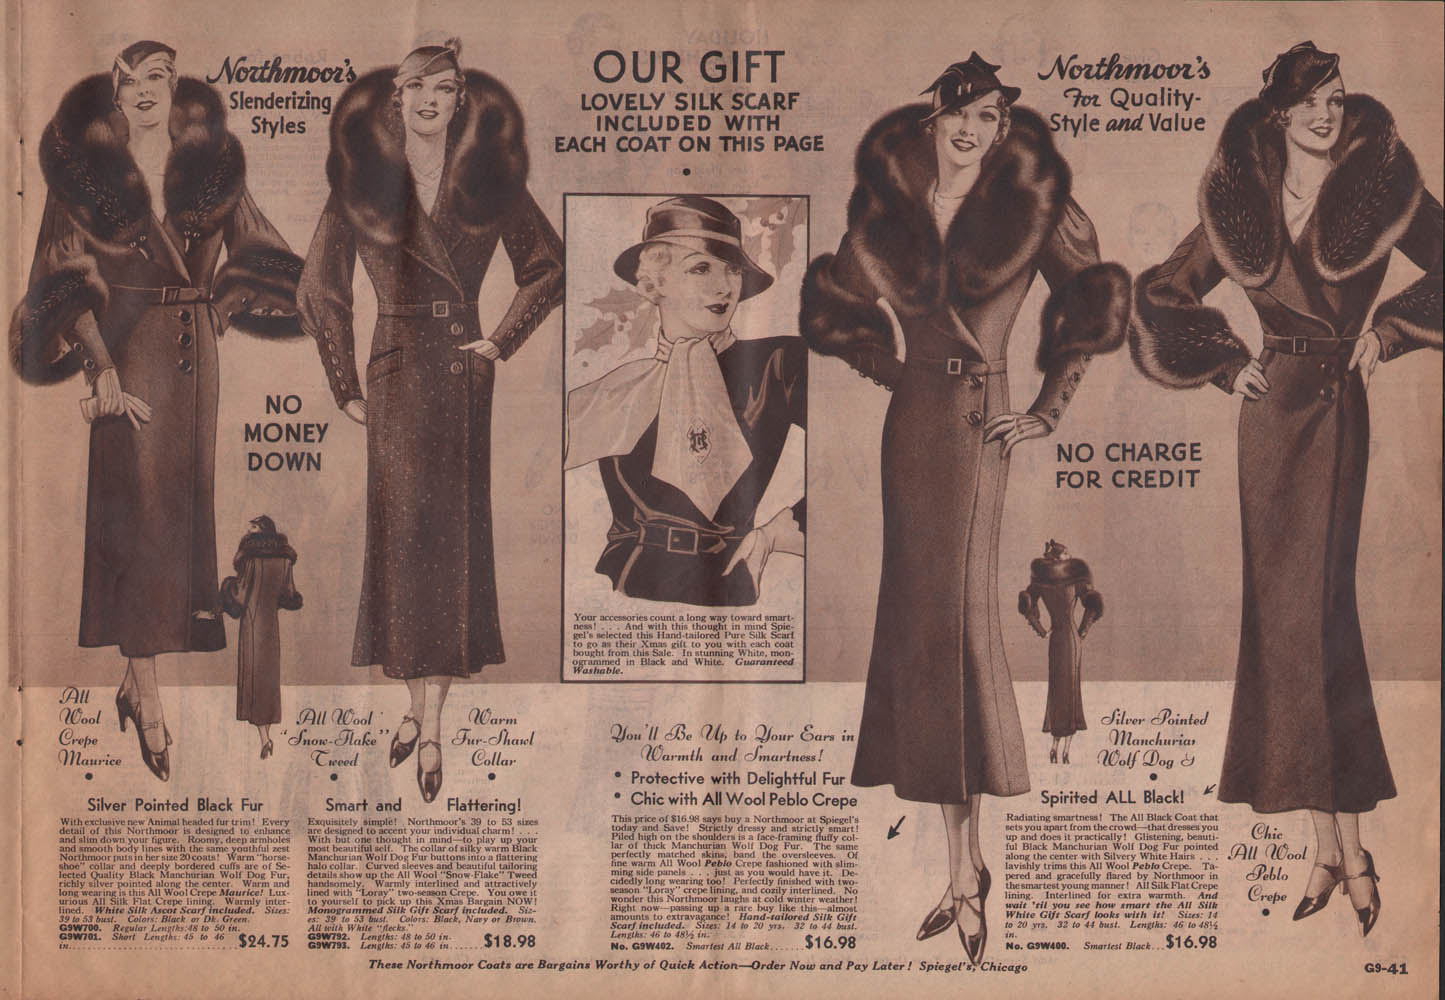 Northmoor's
Slenderizing
Styles
OUR GIFT
LOVELY SILK SCARF
INCLUDED WITH
EACH COAT ON THIS PAGE
Northmoor's
For Quality-
Style and Value
NO
MONEY
DOWN
NO CHARGE
FOR CREDIT
Your accessories count a long way toward smart-
ness! . . . And with this thought in mind Spie-
gel's selected this Hand-tailored Pure Silk Scarf
to go as their Xmas gift to you with each coat
bought from this Sale. In stunning White, mon-
ogrammed in Black and White. Guaranteed
Washable.
All
Wool
Crepe
Maurice
Silver Pointed Black Fur
With exclusive new Animal headed fur trim! Every
detail of this Northmoor is designed to enhance
and slim down your figure. Roomy, deep armholes
and smooth body lines with the same youthful zest
Northmoor puts in her size 20 coats! Warm "horse-
shoe" collar and deeply bordered cuffs are of Se-
lected Quality Black Manchurian Wolf Dog Fur,
richly silver pointed along the center. Warm and
long wearing is this All Wool Crepe Maurice! Lux-
urious All Silk Flat Crepe lining. Warmly inter-
lined. White Silk Ascot Scarf included. Sizes:
39 to 53 bust. Colors: Black or Dk. Green.
G9W700. Regular Lengths: 48 to 50 in.
G9W701. Short Lengths: 45 to 46
in. . . . $24.75
All Wool
"Snow-Flake"
Tweed
Warm
Fur-Shawl
Collar
Smart and Flattering!
Exquisitely simple! Northmoor's 39 to 53 sizes
are designed to accent your individual charm! . . .
With but one thought in mind—to play up your
most beautiful self. The collar of silky warm Black
Manchurian Wolf Dog Fur buttons into a flattering
halo collar. Curved sleeves and beautiful tailoring
details show up the All Wool "Snow-Flake" Tweed
handsomely. Warmly interlined and attractively
lined with "Loray" two-season Crepe. You owe it
to yourself to pick up this Xmas Bargain NOW!
Monogrammed Silk Gift Scarf included. Siz-
es: 39 to 53 bust. Colors: Black, Navy or Brown.
All with White "flecks."
G9W792. Lengths: 48 to 50 in.
G9W793. Lengths: 45 to 46 in. . . . $18.98
You'll Be Up to Your Ears in
Warmth and Smartness!
• Protective with Delightful Fur
• Chic with All Wool Peblo Crepe
This price of $16.98 says buy a Northmoor at Spiegel's
today and Save! Strictly dressy and strictly smart!
Piled high on the shoulders is a face-framing fluffy col-
lar of thick Manchurian Wolf Dog Fur. The same
perfectly matched skins, band the oversleeves. Of
fine warm All Wool Peblo Crepe fashioned with slim-
ming side panels . . . just as you would have it. De-
cidedly long wearing too! Perfectly finished with two-
season "Loray" crepe lining, and cozily interlined. No
wonder this Northmoor laughs at cold winter weather!
Right now—passing up a rare buy like this—almost
amounts to extravagance! Hand-tailored Silk Gift
Scarf included. Sizes: 14 to 20 yrs. 32 to 44 bust.
Lengths: 46 to 48½ in.
No. G9W402. Smartest All Black . . . $16.98
Silver Pointed
Manchurian
Wolf Dog
Spirited ALL Black!
Radiating smartness! The All Black Coat that
sets you apart from the crowd—that dresses you
up and does it practically! Glistening, beauti-
ful Black Manchurian Wolf Dog Fur pointed
along the center with Silvery White Hairs . . .
lavishly trims this All Wool Peblo Crepe. Ta-
pered and gracefully flared by Northmoor in
the smartest young manner! All Silk Flat Crepe
lining. Interlined for extra warmth. And
wait 'til you see how smart the All Silk
White Gift Scarf looks with it! Sizes: 14
to 20 yrs. 32 to 44 bust. Lengths: 46 to 48½
in.
No. G9W400. Smartest Black . . . $16.98
Chic
All Wool
Peblo
Crepe
These Northmoor Coats are Bargains Worthy of Quick Action—Order Now and Pay Later! Spiegel's, Chicago
G9-41